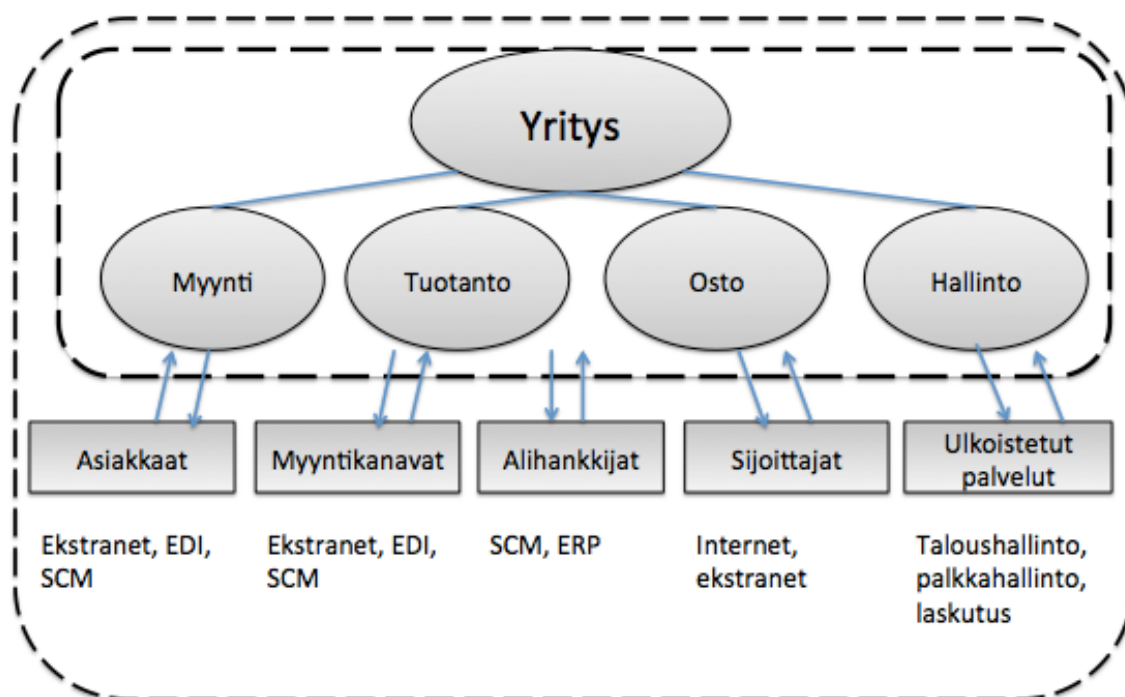 Yritys
Myynti
Tuotanto
Osto
Hallinto
Asiakkaat
Myyntikanavat
Alihankkijat
Sijoittajat
Ulkoistetut
palvelut
Ekstranet, EDI,
SCM
Ekstranet, EDI,
SCM
SCM, ERP
Internet,
ekstranet
Taloushallinto,
palkkahallinto,
laskutus